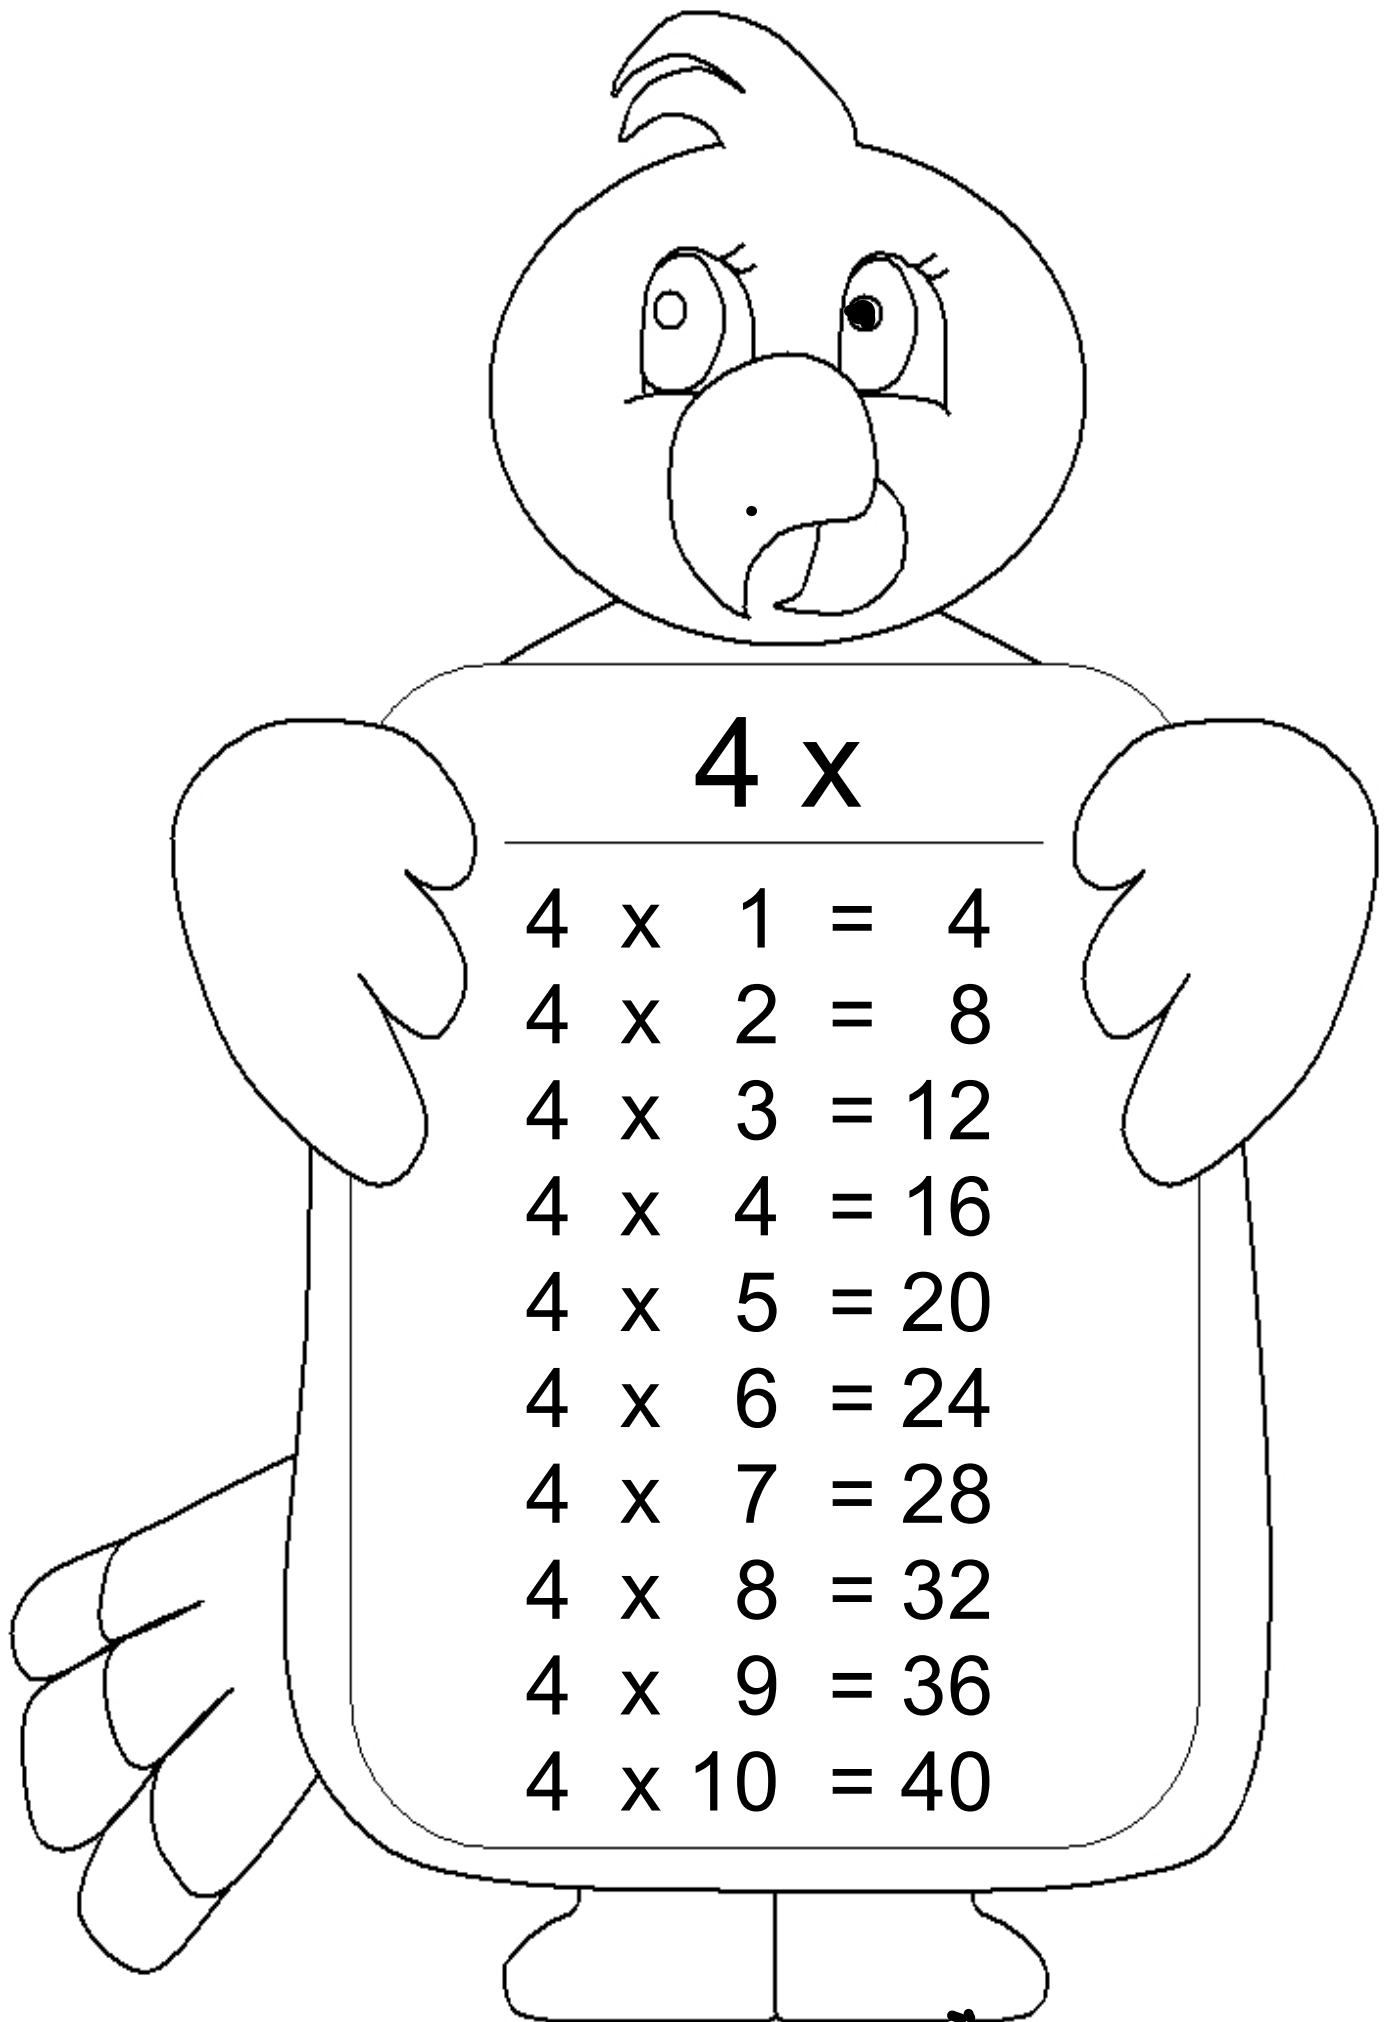 4 x
4 x 1 = 4
4 x 2 = 8
4 x 3 = 12
4 x 4 = 16
4 x 5 = 20
4 x 6 = 24
4 x 7 = 28
4 x 8 = 32
4 x 9 = 36
4 x 10 = 40